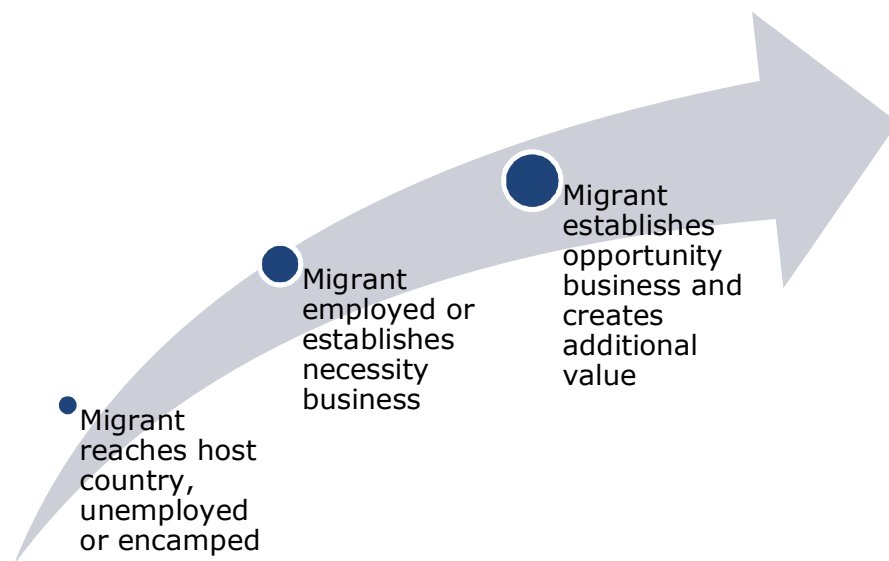 Migrant
reaches host
country,
unemployed
or encamped
Migrant
employed or
establishes
necessity
business
Migrant
establishes
opportunity
business and
creates
additional
value